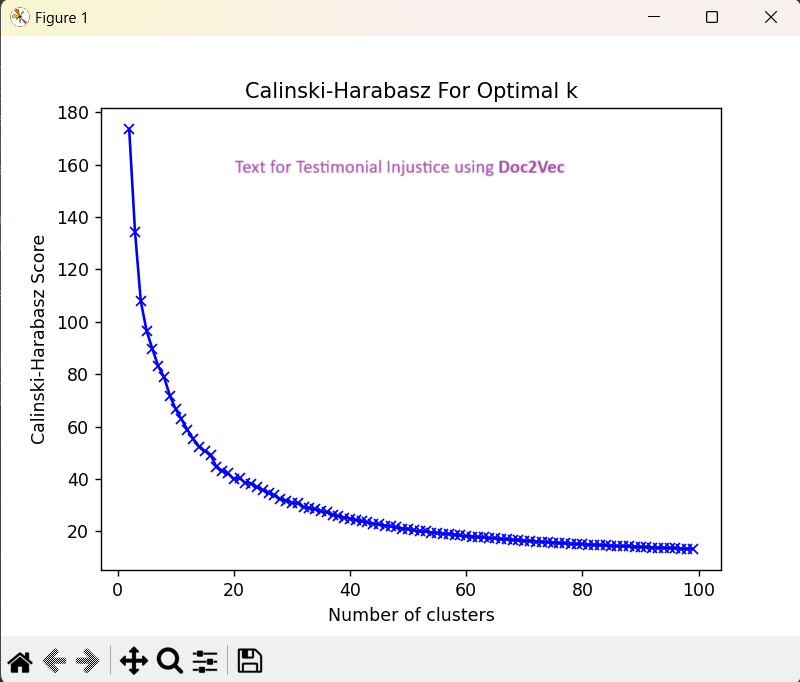 Figure 1
Calinski-Harabasz For Optimal k
Text for Testimonial Injustice using Doc2Vec
Calinski-Harabasz Score
180
160
140
120
100
80
60
40
20
0 20 40 60 80 100
Number of clusters